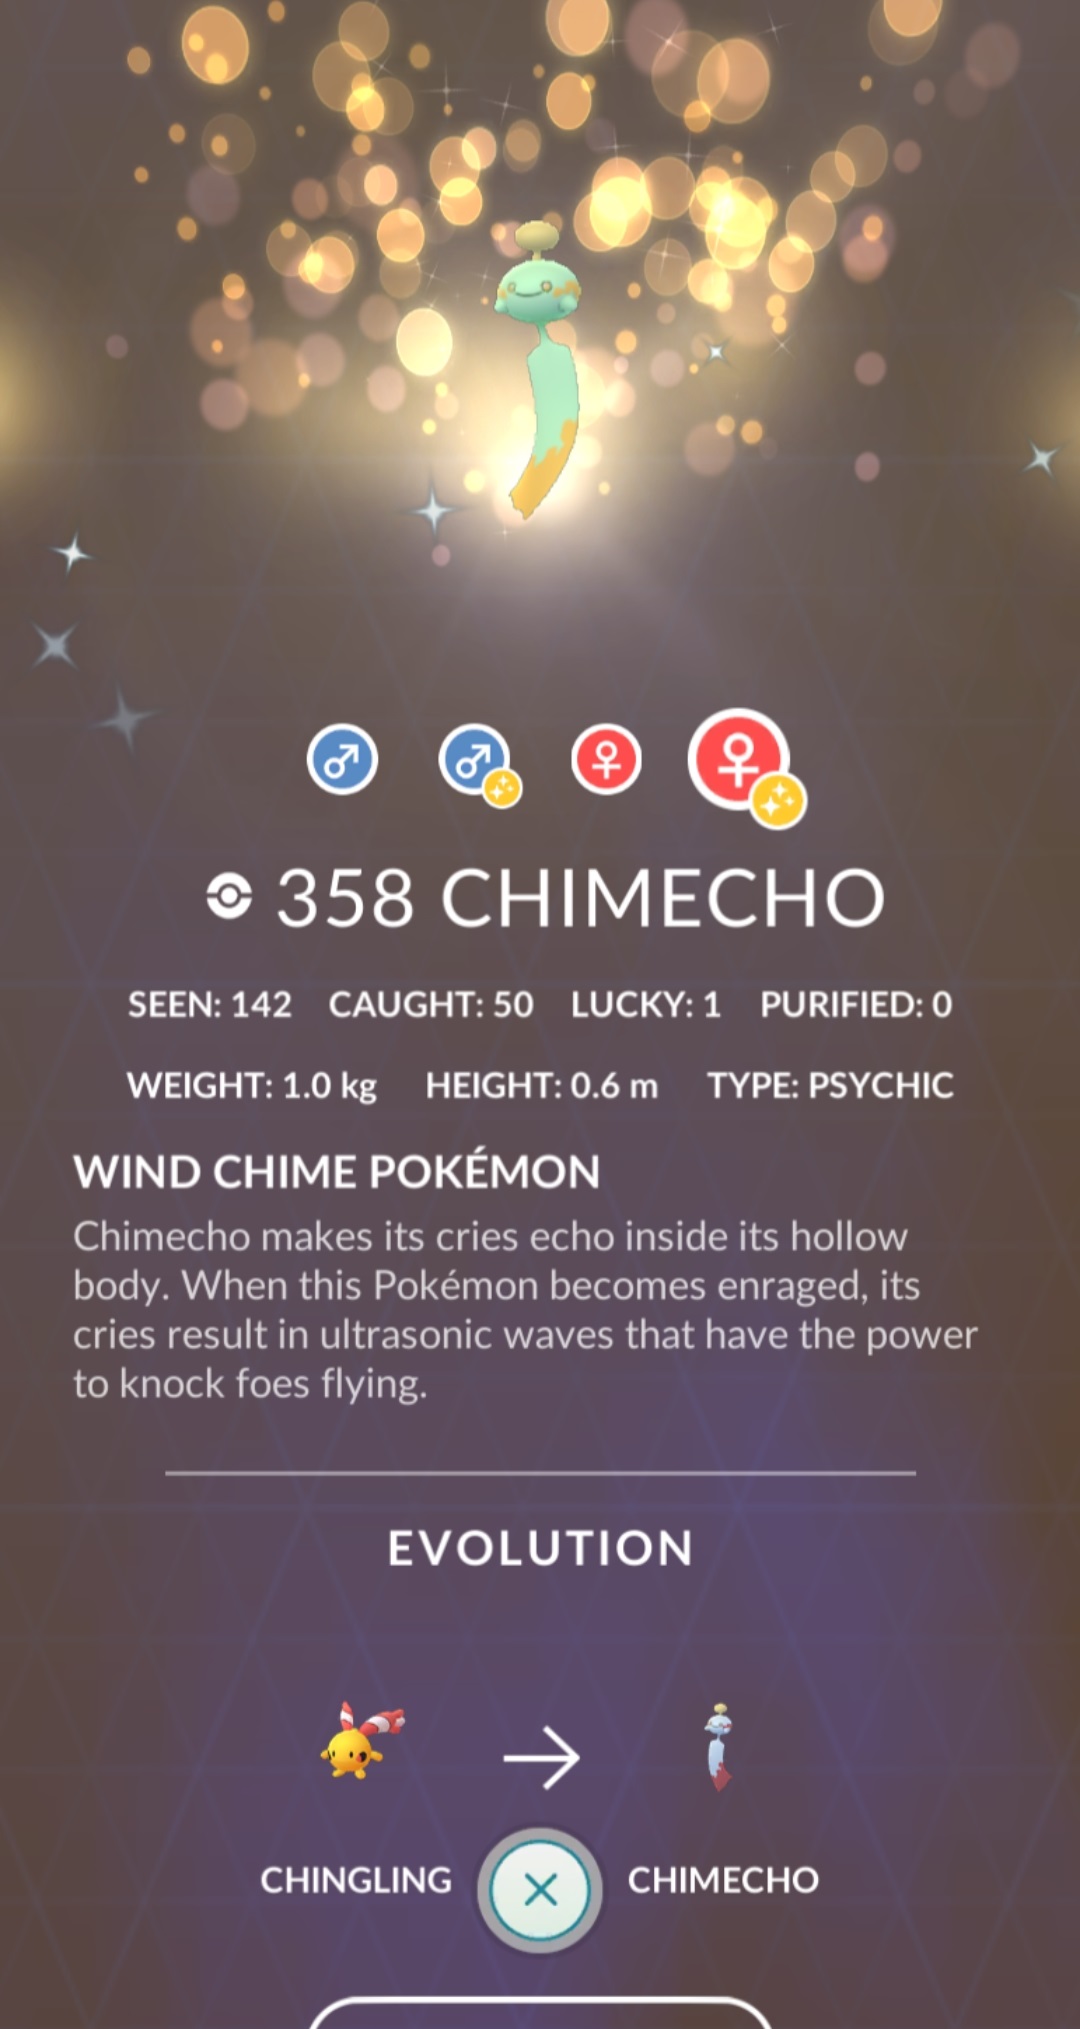 358 CHIMECHO
SEEN: 142 CAUGHT: 50 LUCKY: 1 PURIFIED: 0
WEIGHT: 1.0 kg HEIGHT: 0.6 m TYPE: PSYCHIC
WIND CHIME POKÉMON
Chimecho makes its cries echo inside its hollow
body. When this Pokémon becomes enraged, its
cries result in ultrasonic waves that have the power
to knock foes flying.
EVOLUTION
CHINGLING CHIMECHO